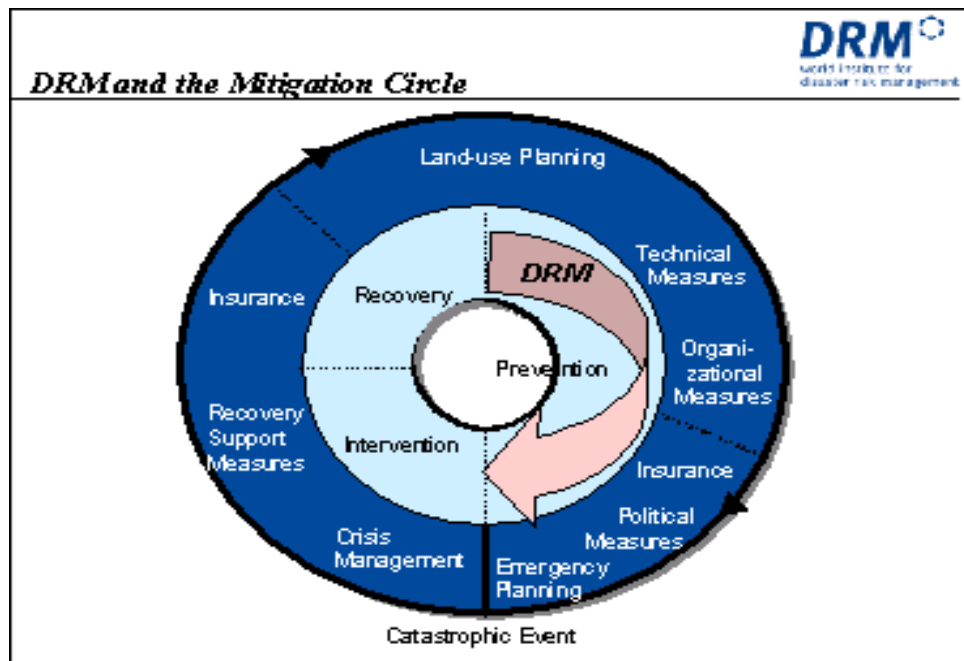 DRM
world institute for
disaster risk management
DRM and the Mitigation Circle
Land-use Planning
Technical
Measures
DRM
Insurance
Recovery
Organi-
zational
Measures
Prevention
Recovery
Support
Measures
Intervention
Insurance
Political
Measures
Crisis
Management
Emergency
Planning
Catastrophic Event